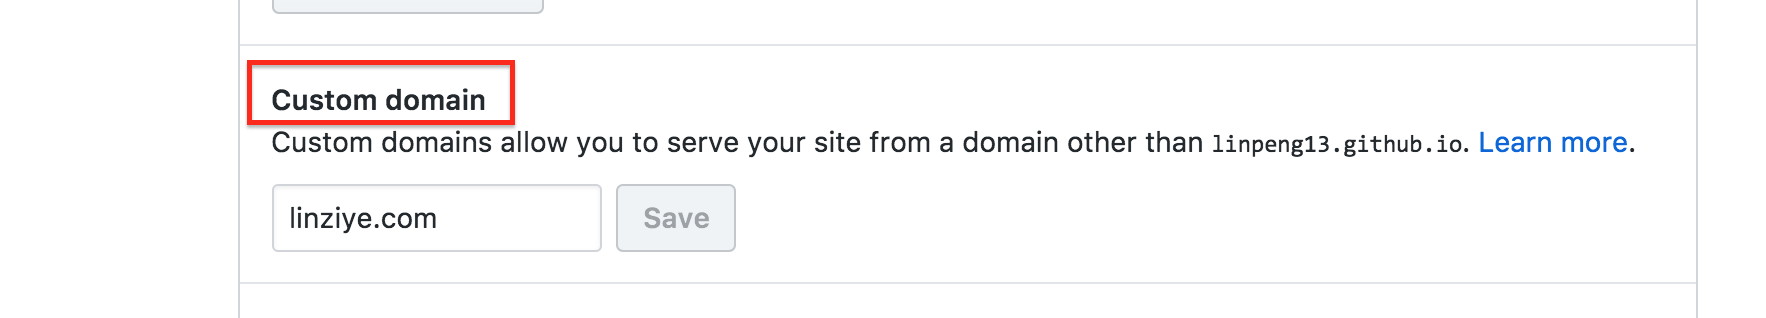 Custom domain
Custom domains allow you to serve your site from a domain other than linpeng13.github.io. Learn more.
linziye.com
Save